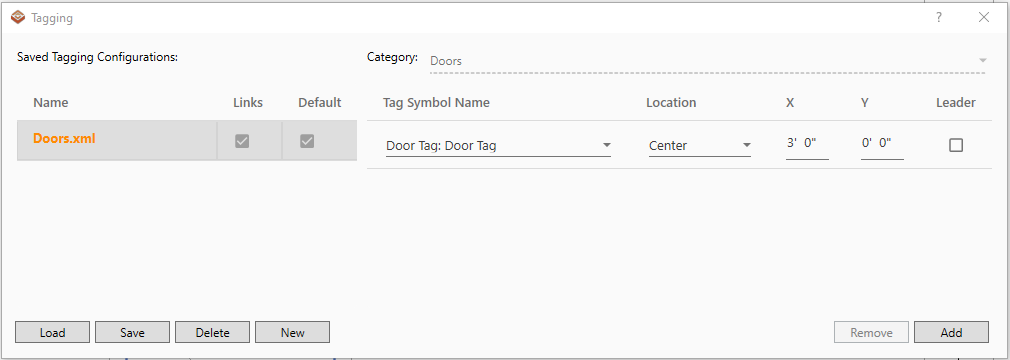 Tagging
?
Saved Tagging Configurations:
Category: Doors
Name Links Default
Doors.xml
Tag Symbol Name Location X Y Leader
Door Tag: Door Tag Center 3' 0" 0' 0"
Load Save Delete New Remove Add